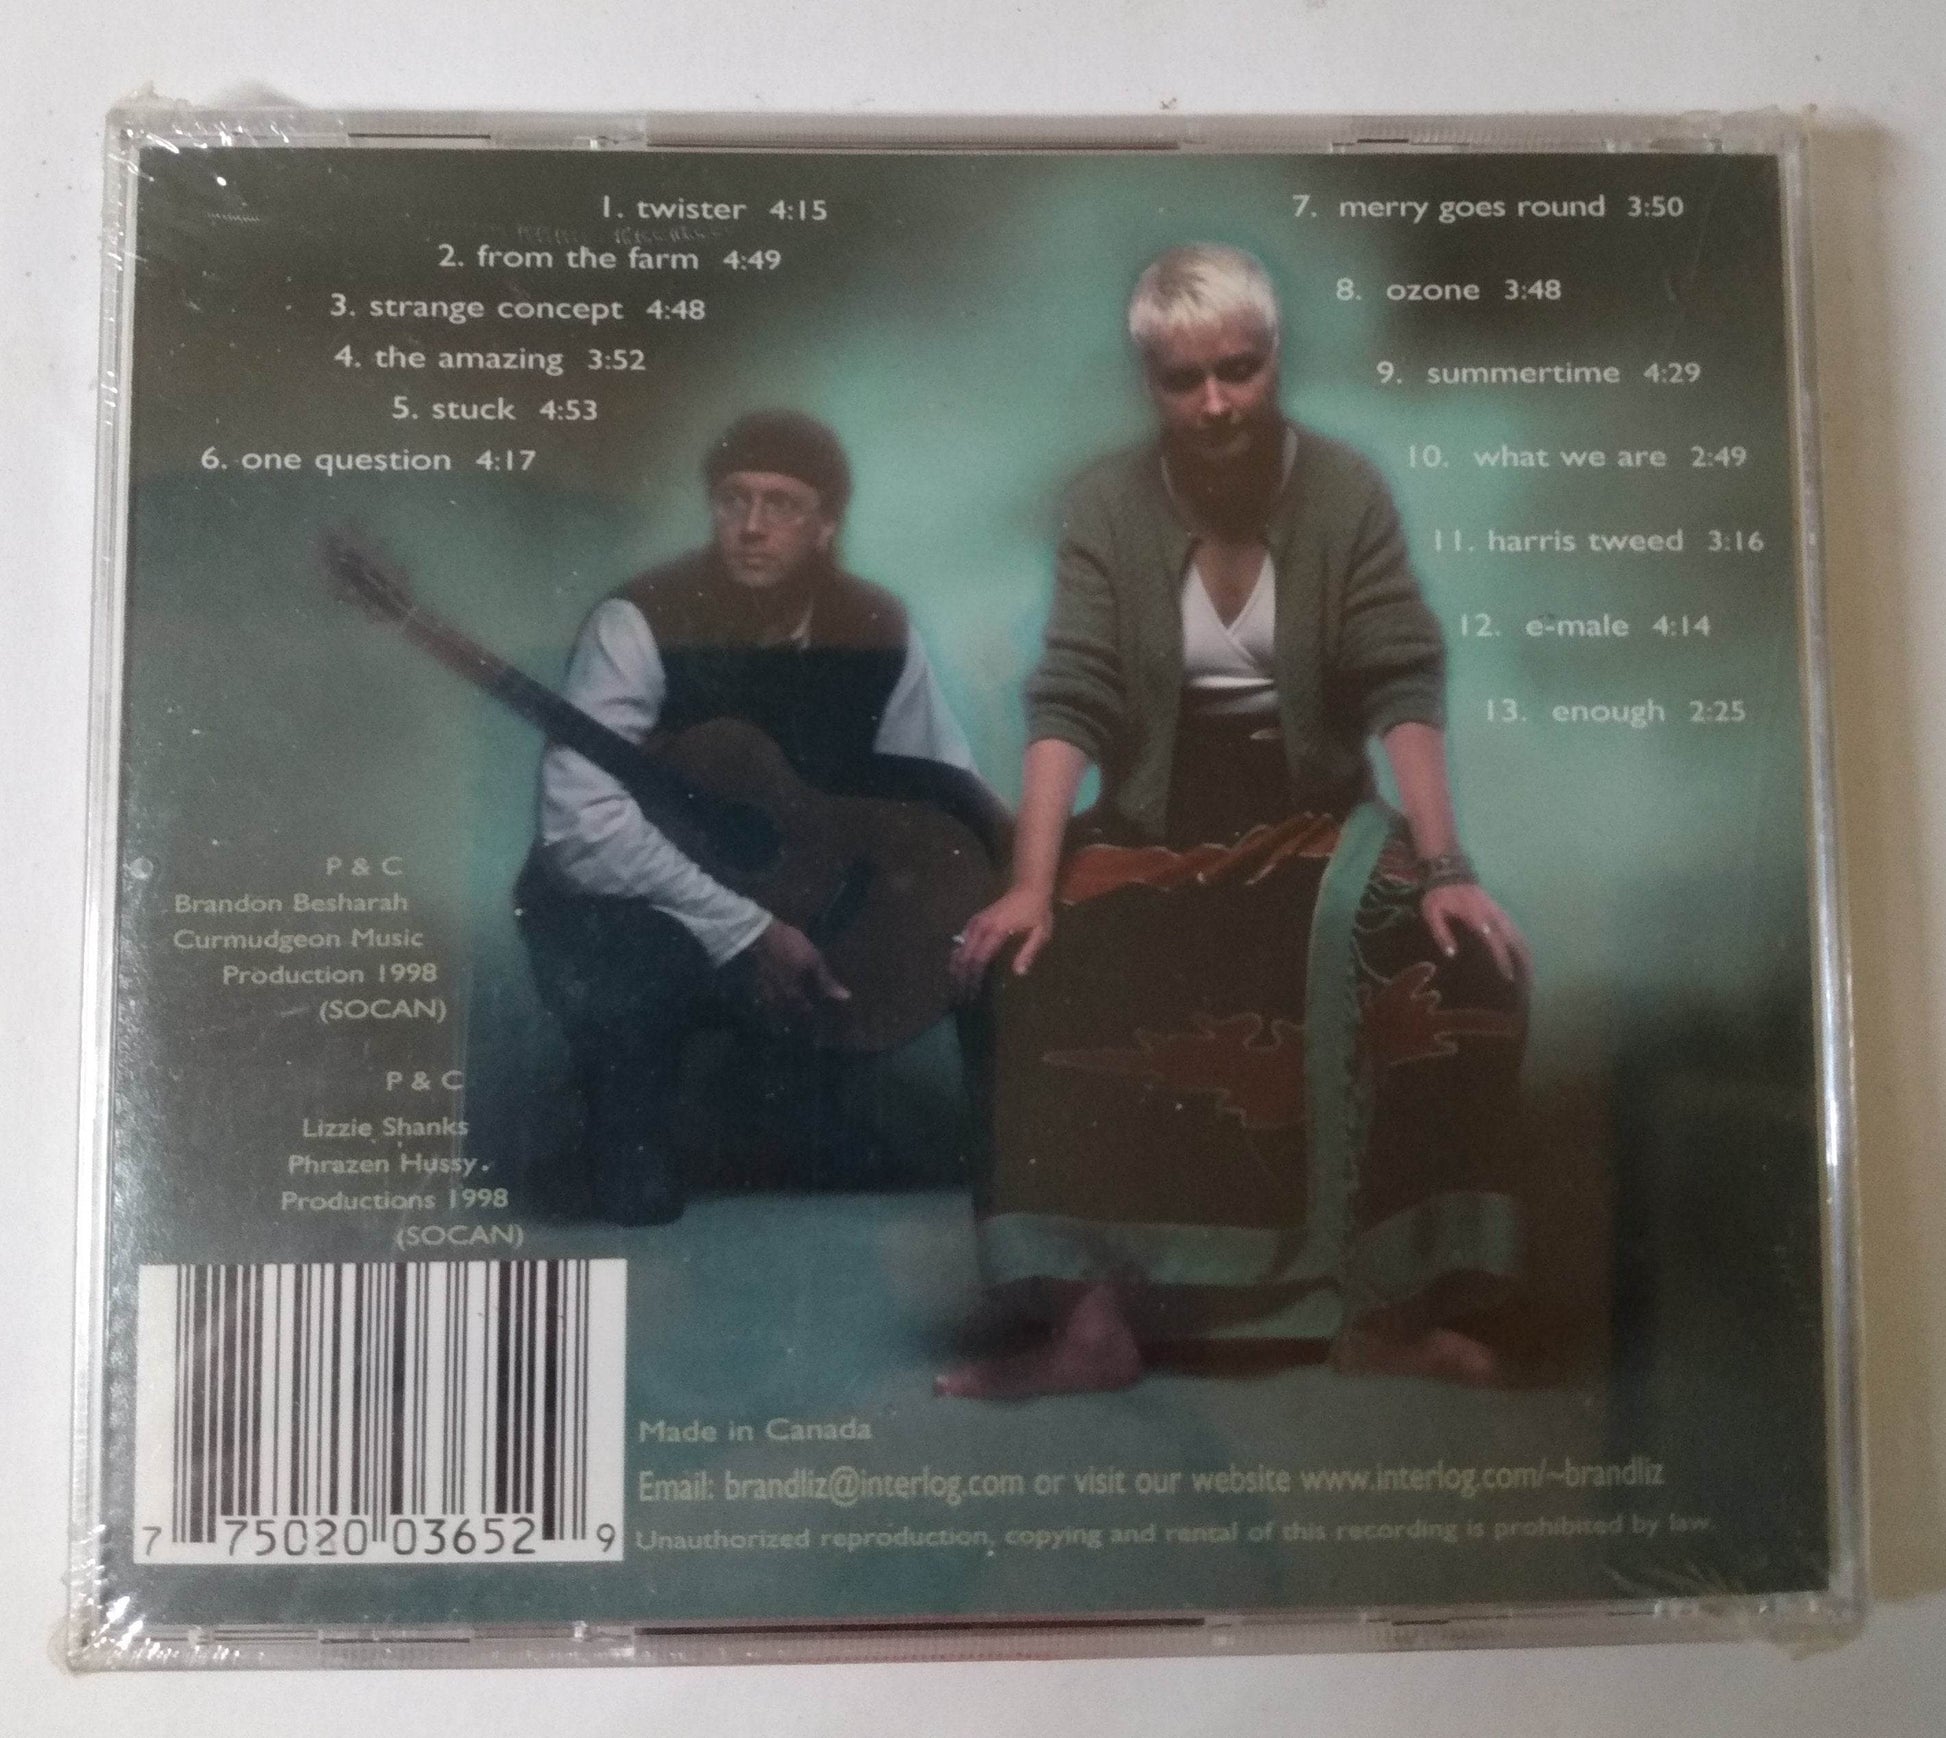 1. twister 4:15
2. from the farm 4:49
3. strange concept 4:48
4. the amazing 3:52
5. stuck 4:53
6. one question 4:17
7. merry goes round 3:50
8. ozone 3:48
9. summertime 4:29
10. what we are 2:49
11. harris tweed 3:16
12. e-male 4:14
13. enough 2:25
P & C
Brandon Besharah
Curmudgeon Music
Production 1998
(SOCAN)
P & C
Lizzie Shanks
Phrazen Hussy
Productions 1998
(SOCAN)
7 75020 03652 9
Made in Canada
Email: brandliz@interlog.com or visit our website www.interlog.com/~brandliz
Unauthorized reproduction, copying and rental of this recording is prohibited by law.